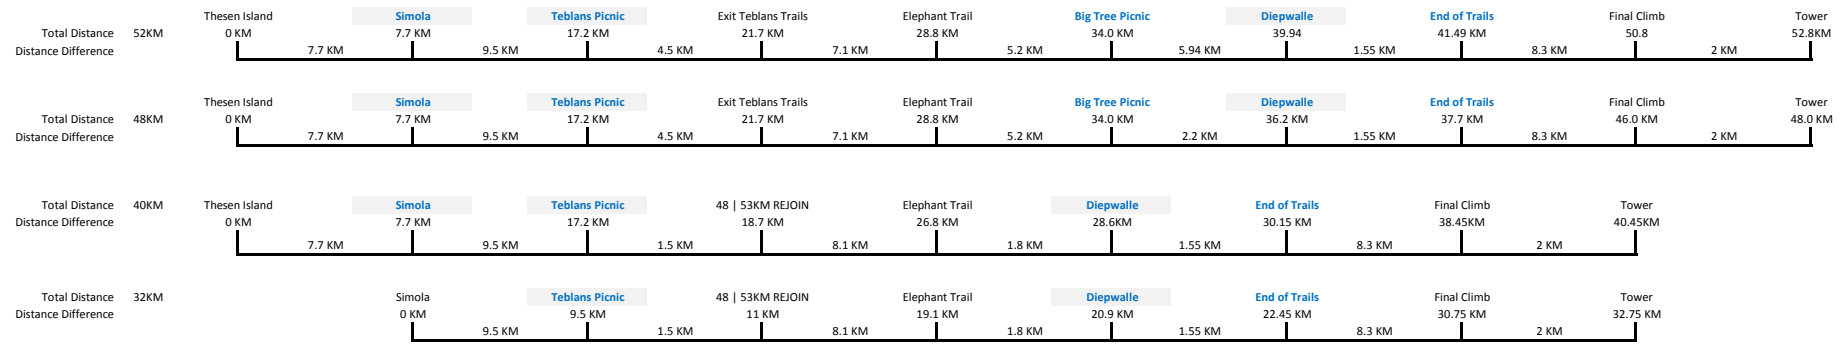 Thesen Island Simola Teblans Picnic Exit Teblans Trails Elephant Trail Big Tree Picnic Diepwalle End of Trails Final Climb Tower
Total Distance 52KM 0 KM 7.7 KM 17.2 KM 21.7 KM 28.8 KM 34.0 KM 39.94 41.49 KM 50.8 52.8KM
Distance Difference 7.7 KM 9.5 KM 4.5 KM 7.1 KM 5.2 KM 5.94 KM 1.55 KM 8.3 KM 2 KM
Thesen Island Simola Teblans Picnic Exit Teblans Trails Elephant Trail Big Tree Picnic Diepwalle End of Trails Final Climb Tower
Total Distance 48KM 0 KM 7.7 KM 17.2 KM 21.7 KM 28.8 KM 34.0 KM 36.2 KM 37.7 KM 46.0 KM 48.0 KM
Distance Difference 7.7 KM 9.5 KM 4.5 KM 7.1 KM 5.2 KM 2.2 KM 1.55 KM 8.3 KM 2 KM
Total Distance 40KM Thesen Island Simola Teblans Picnic 48 | 53KM REJOIN Elephant Trail Diepwalle End of Trails Final Climb Tower
Distance Difference 0 KM 7.7 KM 17.2 KM 18.7 KM 26.8 KM 28.6KM 30.15 KM 38.45KM 40.45KM
7.7 KM 9.5 KM 1.5 KM 8.1 KM 1.8 KM 1.55 KM 8.3 KM 2 KM
Total Distance 32KM Simola Teblans Picnic 48 | 53KM REJOIN Elephant Trail Diepwalle End of Trails Final Climb Tower
Distance Difference 0 KM 9.5 KM 11 KM 19.1 KM 20.9 KM 22.45 KM 30.75 KM 32.75 KM
9.5 KM 1.5 KM 8.1 KM 1.8 KM 1.55 KM 8.3 KM 2 KM